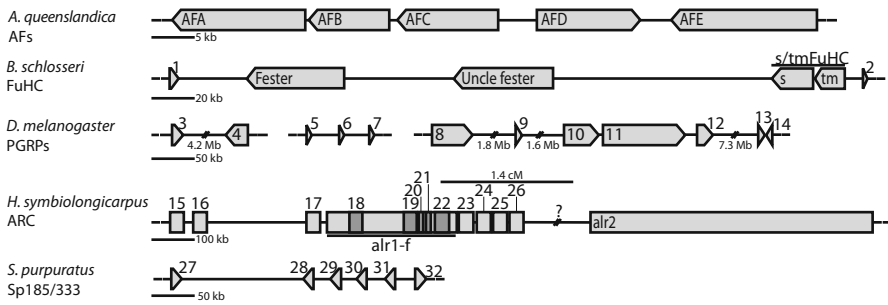 A. queenslandica
AFs
AFA AFB AFC AFD AFE
5 kb
B. schlosseri
FuHC
s/tmFuHC
1 Fester Uncle fester s tm 2
20 kb
D. melanogaster
PGRPs
3 4 5 6 7 8 9 10 11 12 13 14
4.2 Mb 1.8 Mb 1.6 Mb 7.3 Mb
50 kb
H. symbiolongicarpus
ARC
1.4 cM
15 16 17 18 19 20 21 22 23 24 25 26 ? alr2
100 kb
alr1-f
S. purpuratus
Sp185/333
27 28 29 30 31 32
50 kb